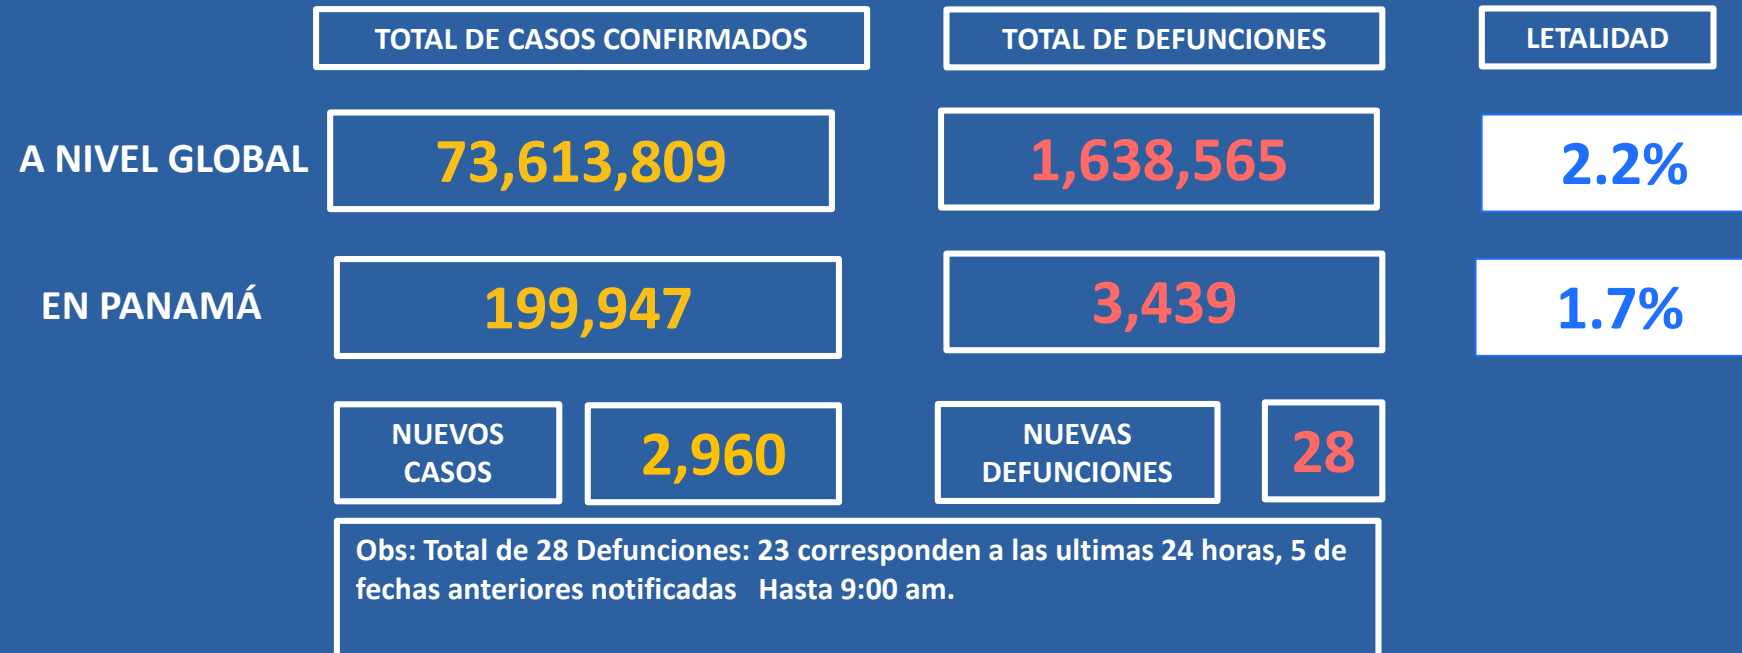 TOTAL DE CASOS CONFIRMADOS
TOTAL DE DEFUNCIONES
LETALIDAD
A NIVEL GLOBAL
73,613,809
1,638,565
2.2%
EN PANAMÁ
199,947
3,439
1.7%
NUEVOS
CASOS
2,960
NUEVAS
DEFUNCIONES
28
Obs: Total de 28 Defunciones: 23 corresponden a las ultimas 24 horas, 5 de
fechas anteriores notificadas   Hasta 9:00 am.